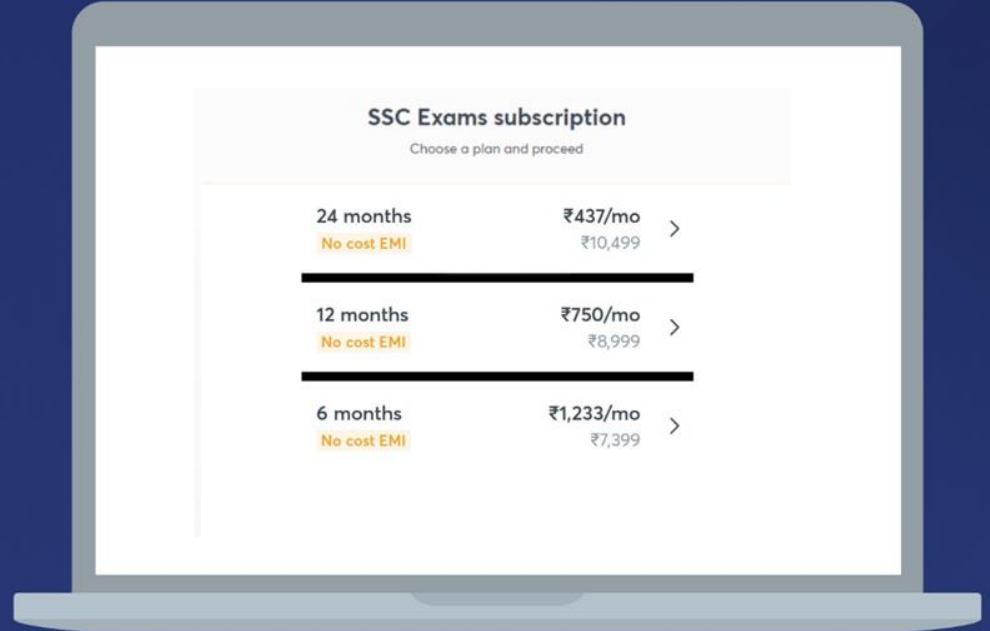 SSC Exams subscription
Choose a plan and proceed
24 months ₹437/mo
No cost EMI ₹10,499
12 months ₹750/mo
No cost EMI ₹8,999
6 months ₹1,233/mo
No cost EMI ₹7,399